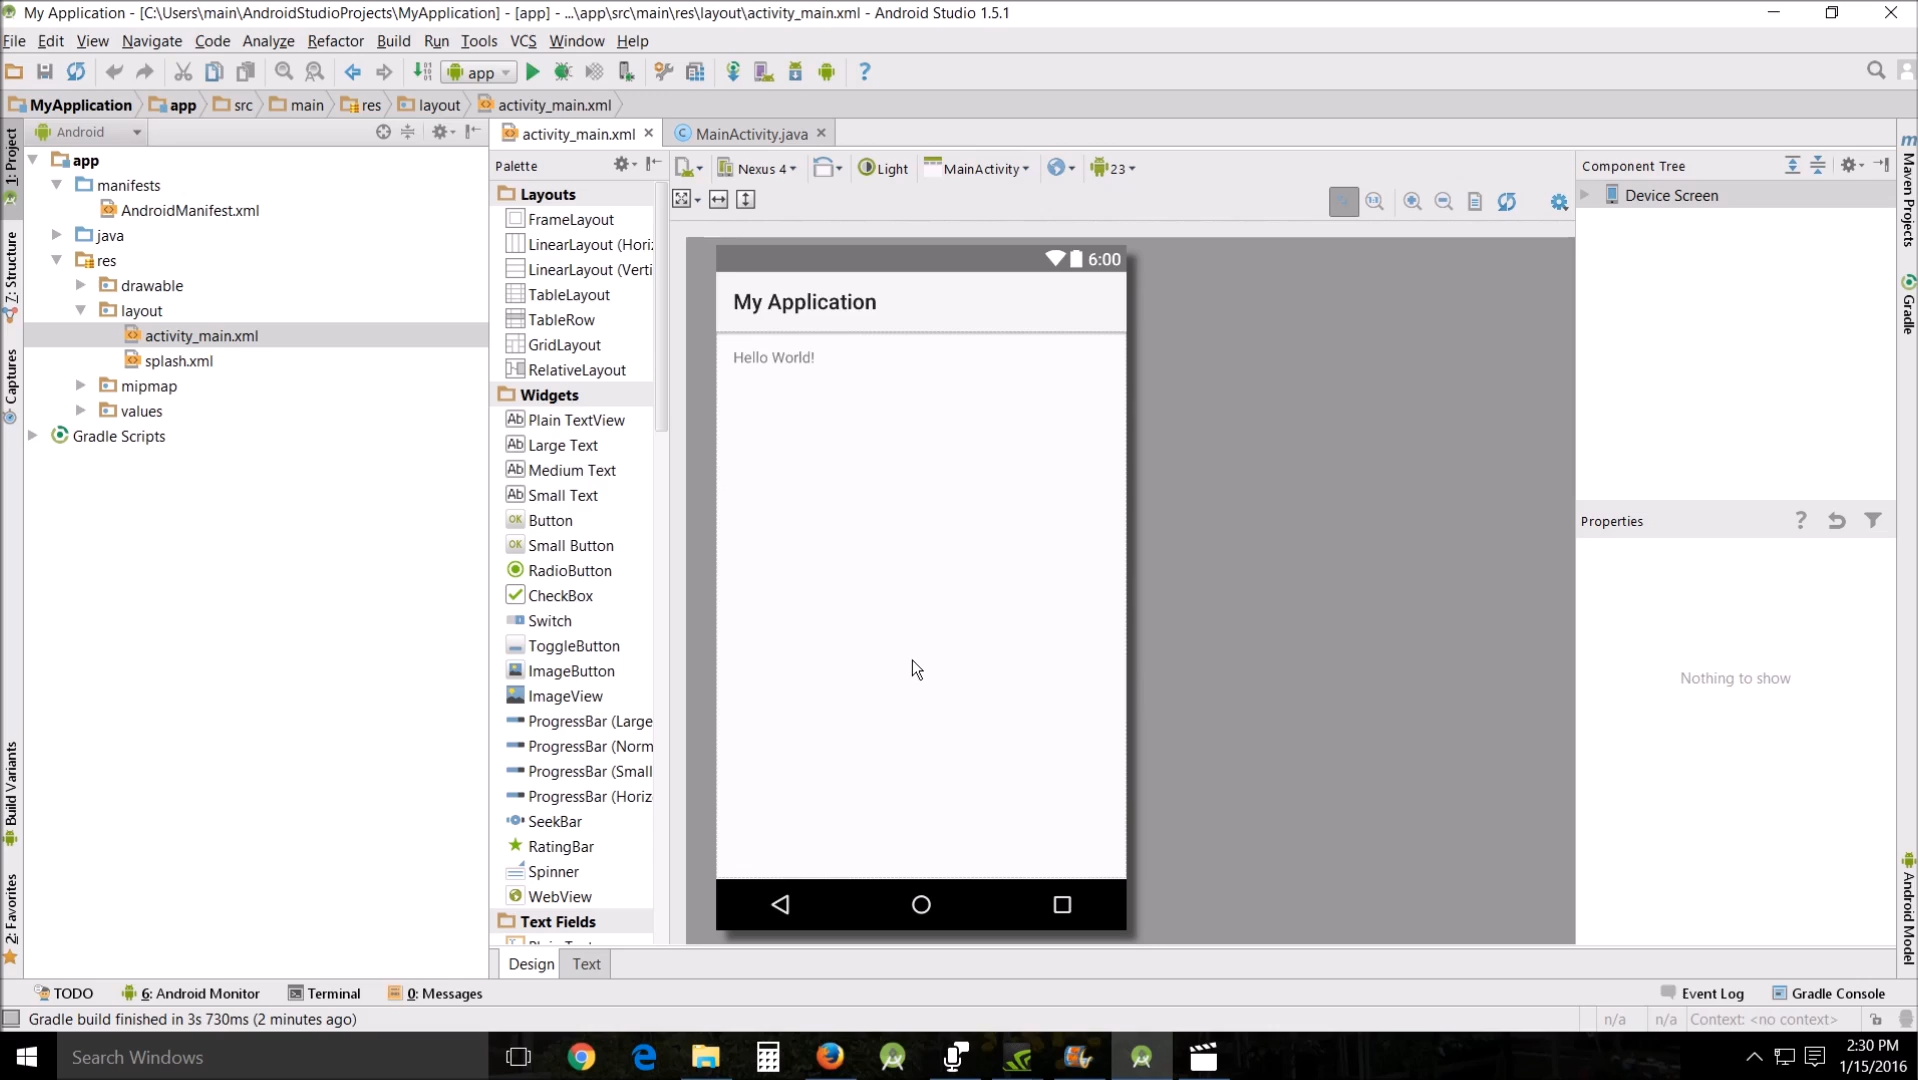 My Application - [C:\Users\main\AndroidStudioProjects\MyApplication] - [app] - ...\app\src\main\res\layout\activity_main.xml - Android Studio 1.5.1
File Edit View Navigate Code Analyze Refactor Build Run Tools VCS Window Help
app
MyApplication app src main res layout activity_main.xml
1: Project
7: Structure
Captures
Build Variants
2: Favorites
Android
app
manifests
AndroidManifest.xml
java
res
drawable
layout
activity_main.xml
splash.xml
mipmap
values
Gradle Scripts
activity_main.xml MainActivity.java
Palette
Layouts
FrameLayout
LinearLayout (Hori:
LinearLayout (Verti
TableLayout
TableRow
GridLayout
RelativeLayout
Widgets
Ab Plain TextView
Ab Large Text
Ab Medium Text
Ab Small Text
OK Button
OK Small Button
RadioButton
CheckBox
Switch
ToggleButton
ImageButton
ImageView
ProgressBar (Large
ProgressBar (Norm
ProgressBar (Small
ProgressBar (Horiz
SeekBar
RatingBar
Spinner
WebView
Text Fields
Nexus 4 Light MainActivity 23
6:00
My Application
Hello World!
Design Text
Component Tree
Device Screen
Properties
Nothing to show
Maven Projects
Gradle
Android Model
TODO 6: Android Monitor Terminal 0: Messages Event Log Gradle Console
Gradle build finished in 3s 730ms (2 minutes ago) n/a n/a Context: <no context>
Search Windows
2:30 PM
1/15/2016